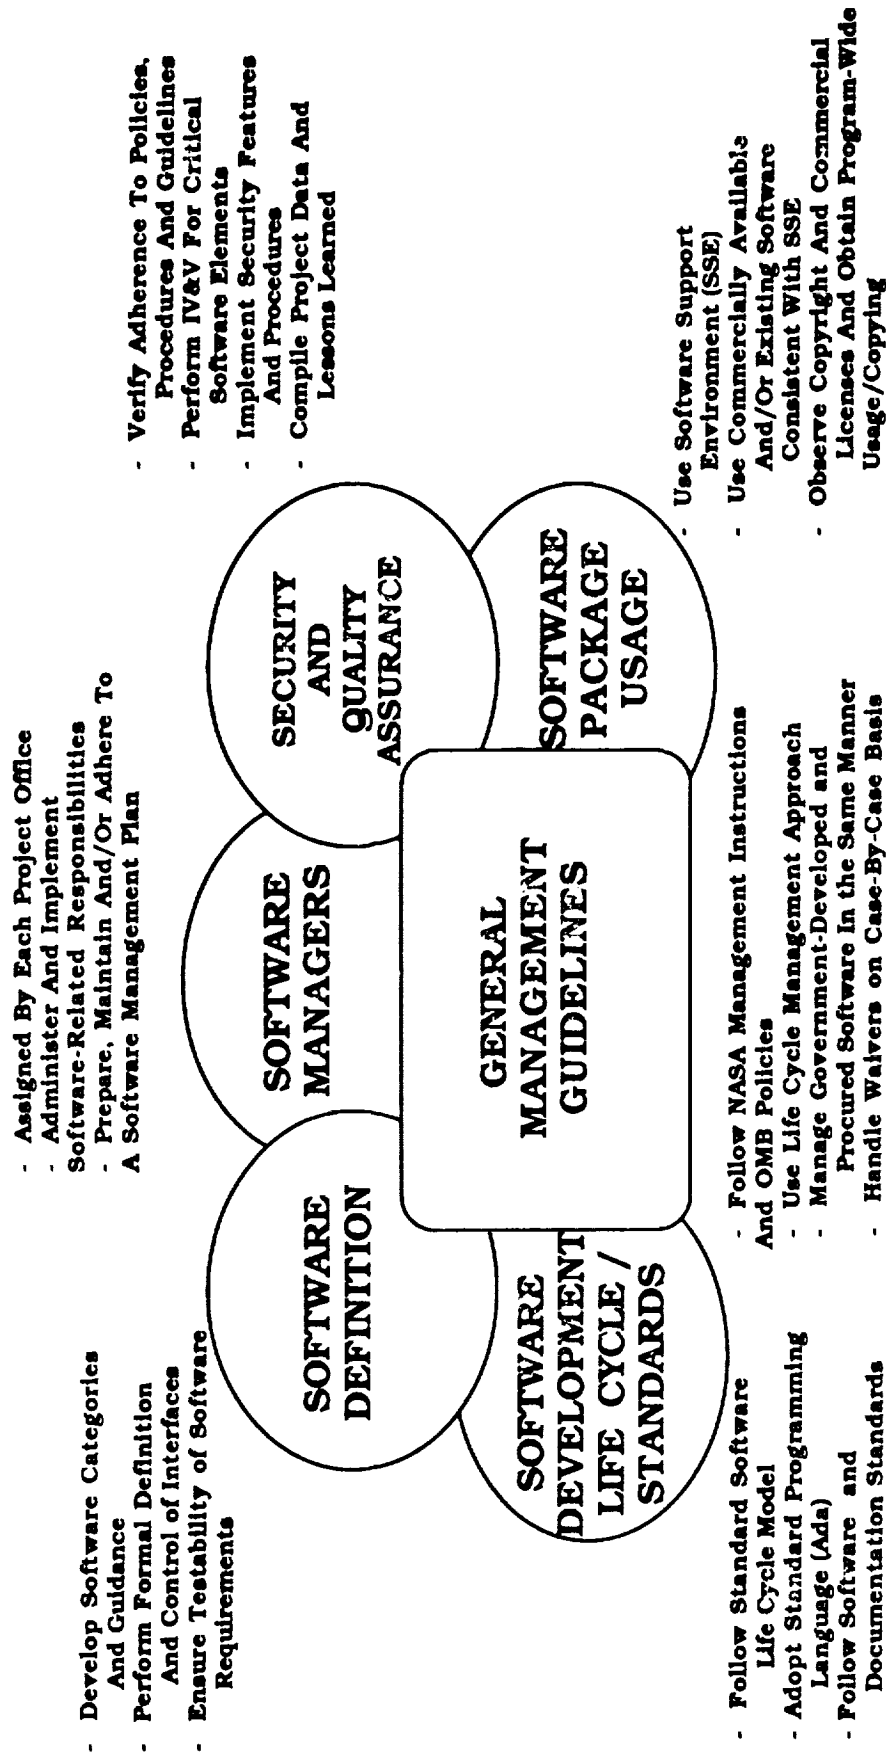 - Assigned By Each Project Office
- Administer And Implement
Software-Related Responsibilities
- Prepare, Maintain And/Or Adhere To
A Software Management Plan
- Develop Software Categories
And Guidance
- Perform Formal Definition
And Control of Interfaces
- Ensure Testability of Software
Requirements
- Verify Adherence To Policies,
Procedures And Guidelines
- Perform IV&V For Critical
Software Elements
- Implement Security Features
And Procedures
- Compile Project Data And
Lessons Learned
SOFTWARE
DEFINITION
SOFTWARE
MANAGERS
SECURITY
AND
QUALITY
ASSURANCE
SOFTWARE
DEVELOPMENT
LIFE CYCLE /
STANDARDS
GENERAL
MANAGEMENT
GUIDELINES
SOFTWARE
PACKAGE
USAGE
- Follow Standard Software
Life Cycle Model
- Adopt Standard Programming
Language (Ada)
- Follow Software and
Documentation Standards
- Follow NASA Management Instructions
And OMB Policies
- Use Life Cycle Management Approach
- Manage Government-Developed and
Procured Software In the Same Manner
- Handle Waivers on Case-By-Case Basis
- Use Software Support
Environment (SSE)
- Use Commercially Available
And/Or Existing Software
Consistent With SSE
- Observe Copyright And Commercial
Licenses And Obtain Program-Wide
Usage/Copying